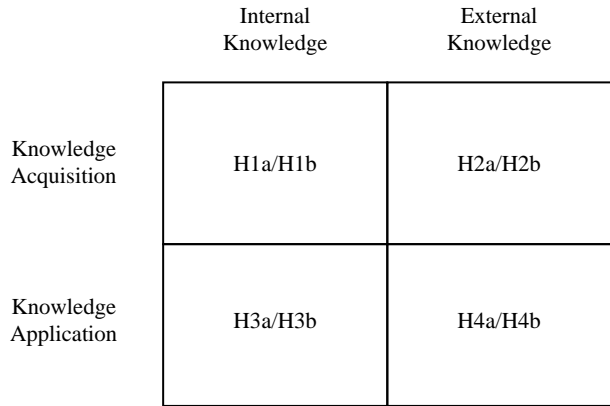 Internal
Knowledge
External
Knowledge
Knowledge
Acquisition
H1a/H1b
H2a/H2b
Knowledge
Application
H3a/H3b
H4a/H4b